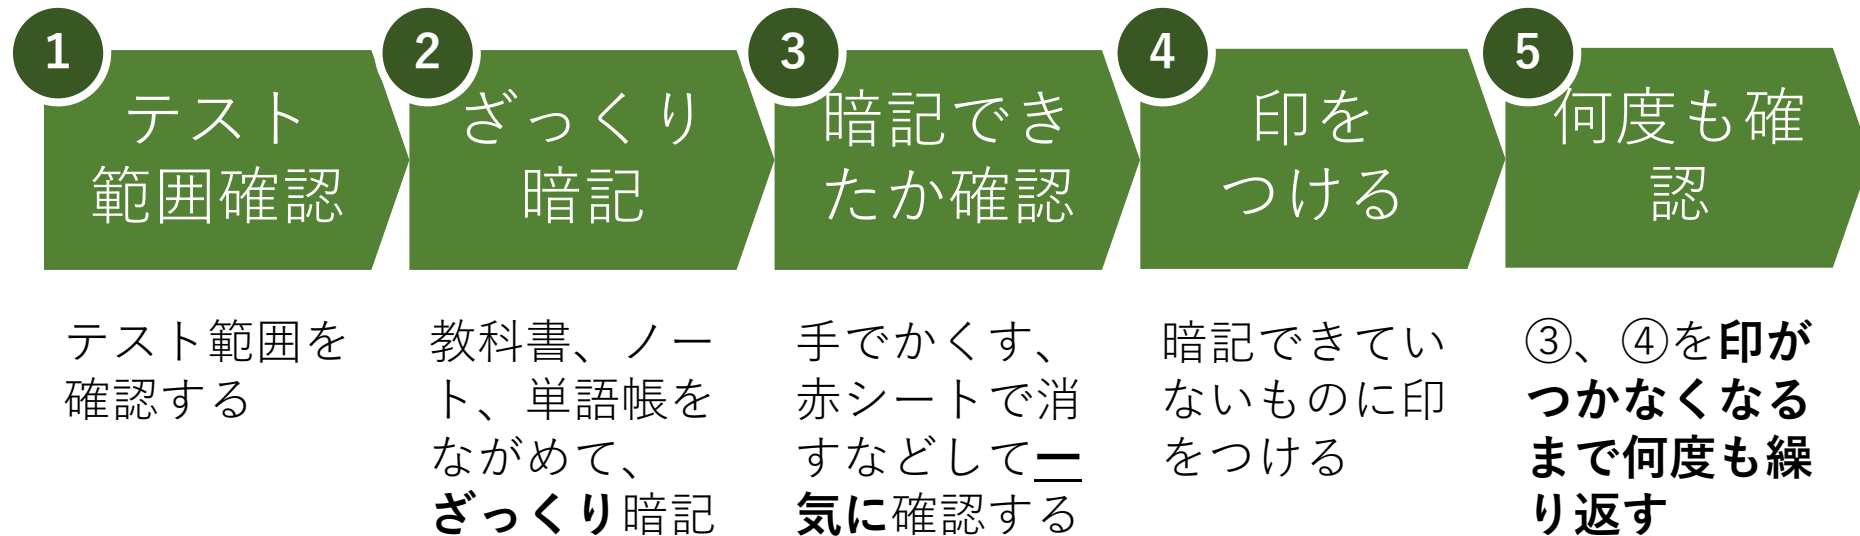 1
テスト
範囲確認
テスト範囲を
確認する
2
ざっくり
暗記
教科書、ノー
ト、単語帳を
ながめて、
ざっくり暗記
3
暗記でき
たか確認
手でかくす、
赤シートで消
すなどして一
気に確認する
4
印を
つける
暗記できてい
ないものに印
をつける
5
何度も確
認
③、④を印が
つかなくなる
まで何度も繰
り返す